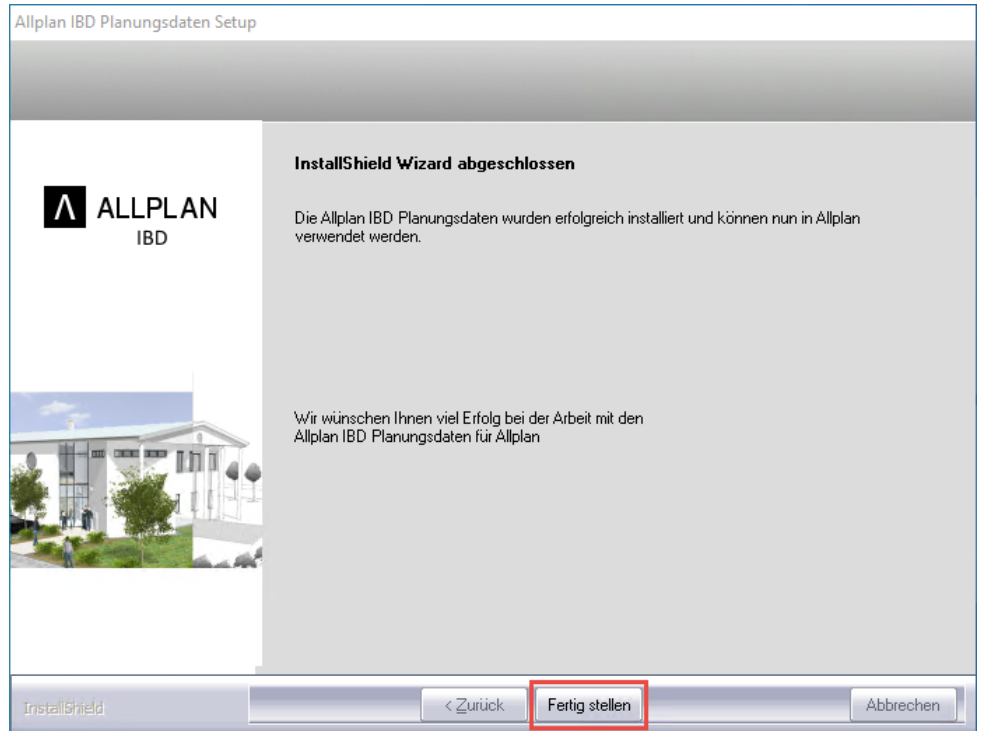 Allplan IBD Planungsdaten Setup
ALLPLAN
IBD
InstallShield Wizard abgeschlossen
Die Allplan IBD Planungsdaten wurden erfolgreich installiert und können nun in Allplan
verwendet werden.
Wir wünschen Ihnen viel Erfolg bei der Arbeit mit den
Allplan IBD Planungsdaten für Allplan
InstallShield
< Zurück
Fertig stellen
Abbrechen